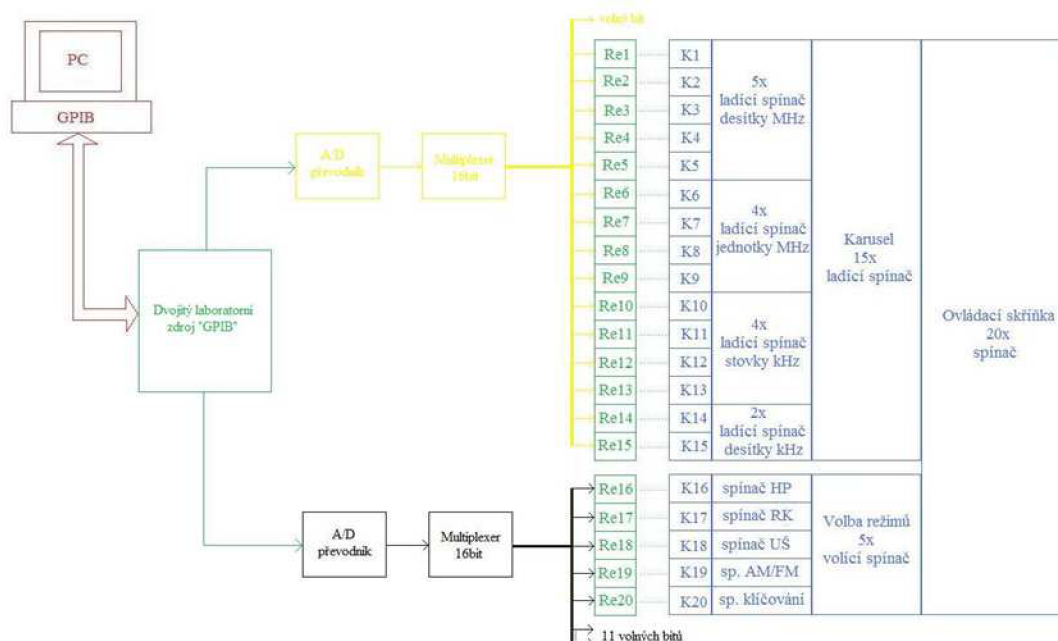 PC
GPIB
Dvojitý laboratorní
zdroj "GPIB"
A/D
převodník
Multiplexer
16bit
volný bit
Re1
Re2
Re3
Re4
Re5
Re6
Re7
Re8
Re9
Re10
Re11
Re12
Re13
Re14
Re15
K1
K2
K3
K4
K5
K6
K7
K8
K9
K10
K11
K12
K13
K14
K15
5x
ladící spínač
desítky MHz
4x
ladící spínač
jednotky MHz
4x
ladící spínač
stovky kHz
2x
ladící spínač
desítky kHz
Karusel
15x
ladící spínač
Ovládací skříňka
20x
spínač
A/D
převodník
Multiplexer
16bit
Re16
Re17
Re18
Re19
Re20
K16
K17
K18
K19
K20
spínač HP
spínač RK
spínač UŠ
sp. AM/FM
sp. klíčování
Volba režimů
5x
volící spínač
11 volných bitů